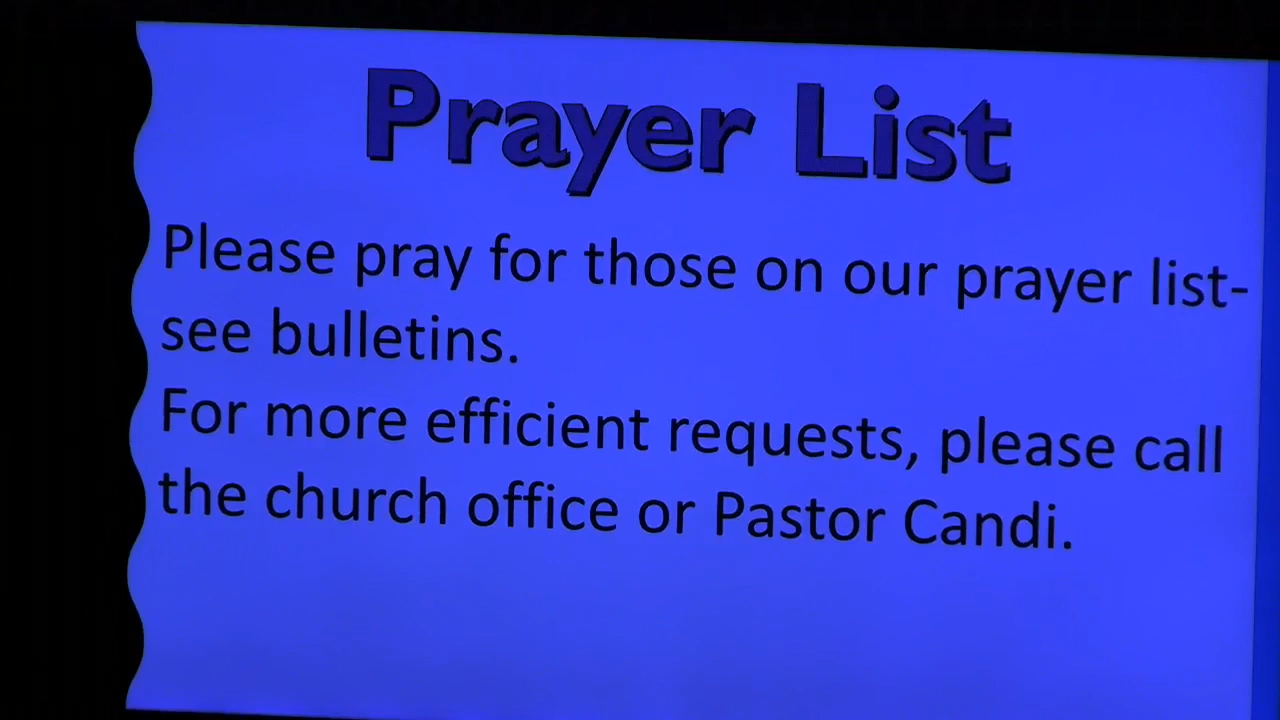 Prayer List
Please pray for those on our prayer list-
see bulletins.
For more efficient requests, please call
the church office or Pastor Candi.